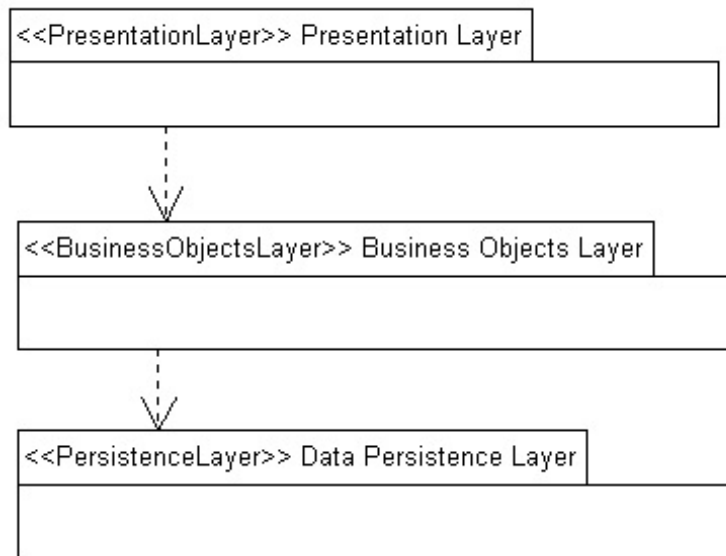 <<PresentationLayer>> Presentation Layer
<<BusinessObjectsLayer>> Business Objects Layer
<<PersistenceLayer>> Data Persistence Layer